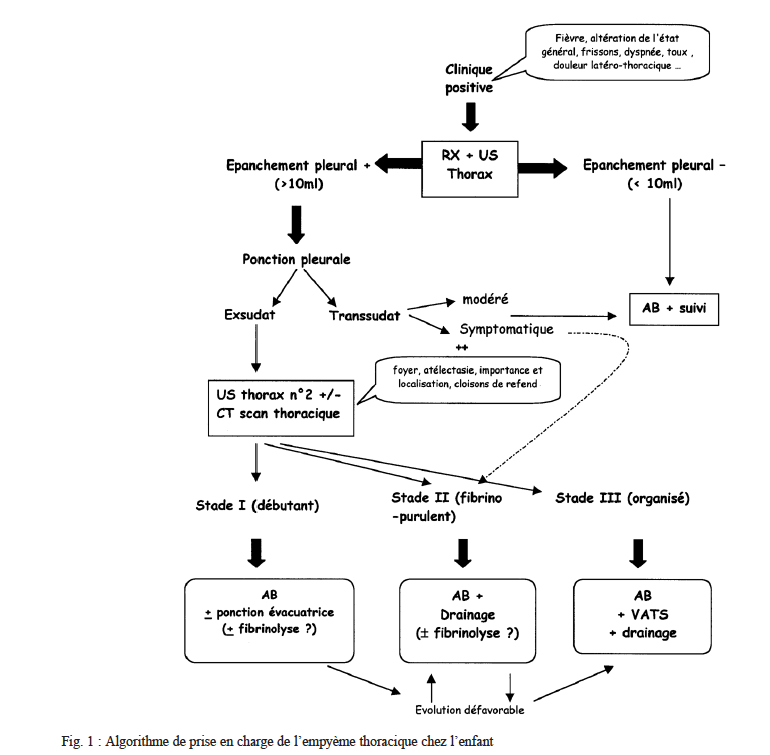 Fièvre, altération de l'état
général, frissons, dyspnée, toux ,
douleur latéro-thoracique …
Clinique
positive
RX + US
Thorax
Epanchement pleural +
(>10ml)
Epanchement pleural -
(< 10ml)
Ponction pleurale
Exsudat
Transsudat
modéré
Symptomatique
++
AB + suivi
foyer, atélectasie, importance et
localisation, cloisons de refend
US thorax n°2 +/-
CT scan thoracique
Stade I (débutant)
Stade II (fibrino
-purulent)
Stade III (organisé)
AB
± ponction évacuatrice
(± fibrinolyse ?)
AB +
Drainage
(± fibrinolyse ?)
AB
+ VATS
+ drainage
Evolution défavorable
Fig. 1 : Algorithme de prise en charge de l'empyème thoracique chez l'enfant